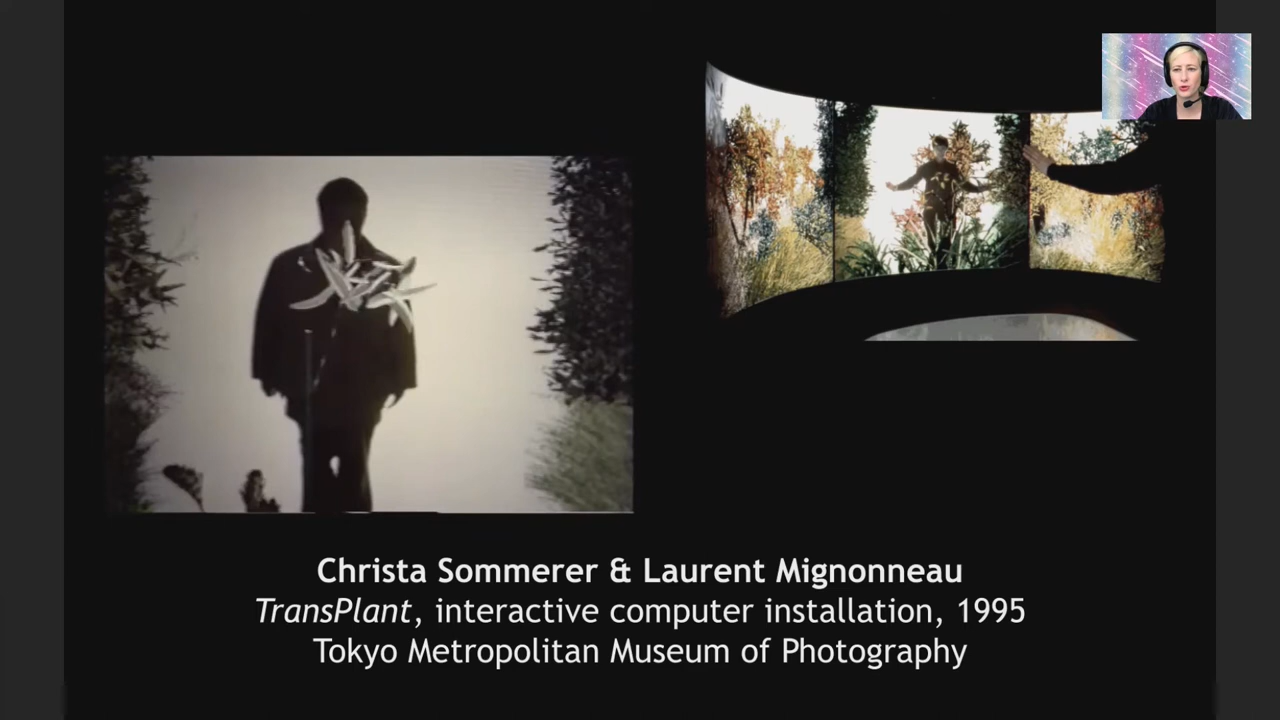 Christa Sommerer & Laurent Mignonneau
TransPlant, interactive computer installation, 1995
Tokyo Metropolitan Museum of Photography